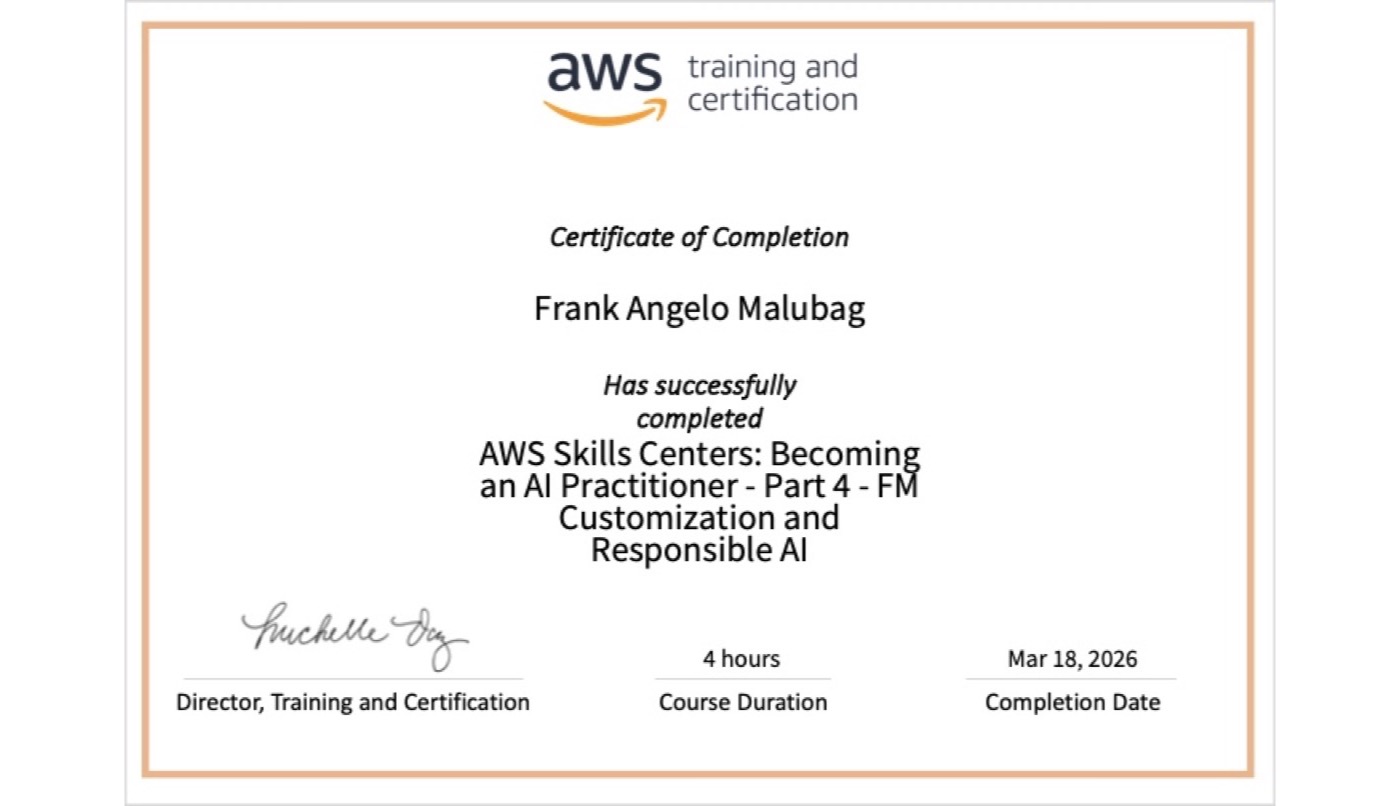 aws training and
certification
Certificate of Completion
Frank Angelo Malubag
Has successfully
completed
AWS Skills Centers: Becoming
an AI Practitioner - Part 4 - FM
Customization and
Responsible AI
Michelle Day
4 hours
Mar 18, 2026
Director, Training and Certification
Course Duration
Completion Date